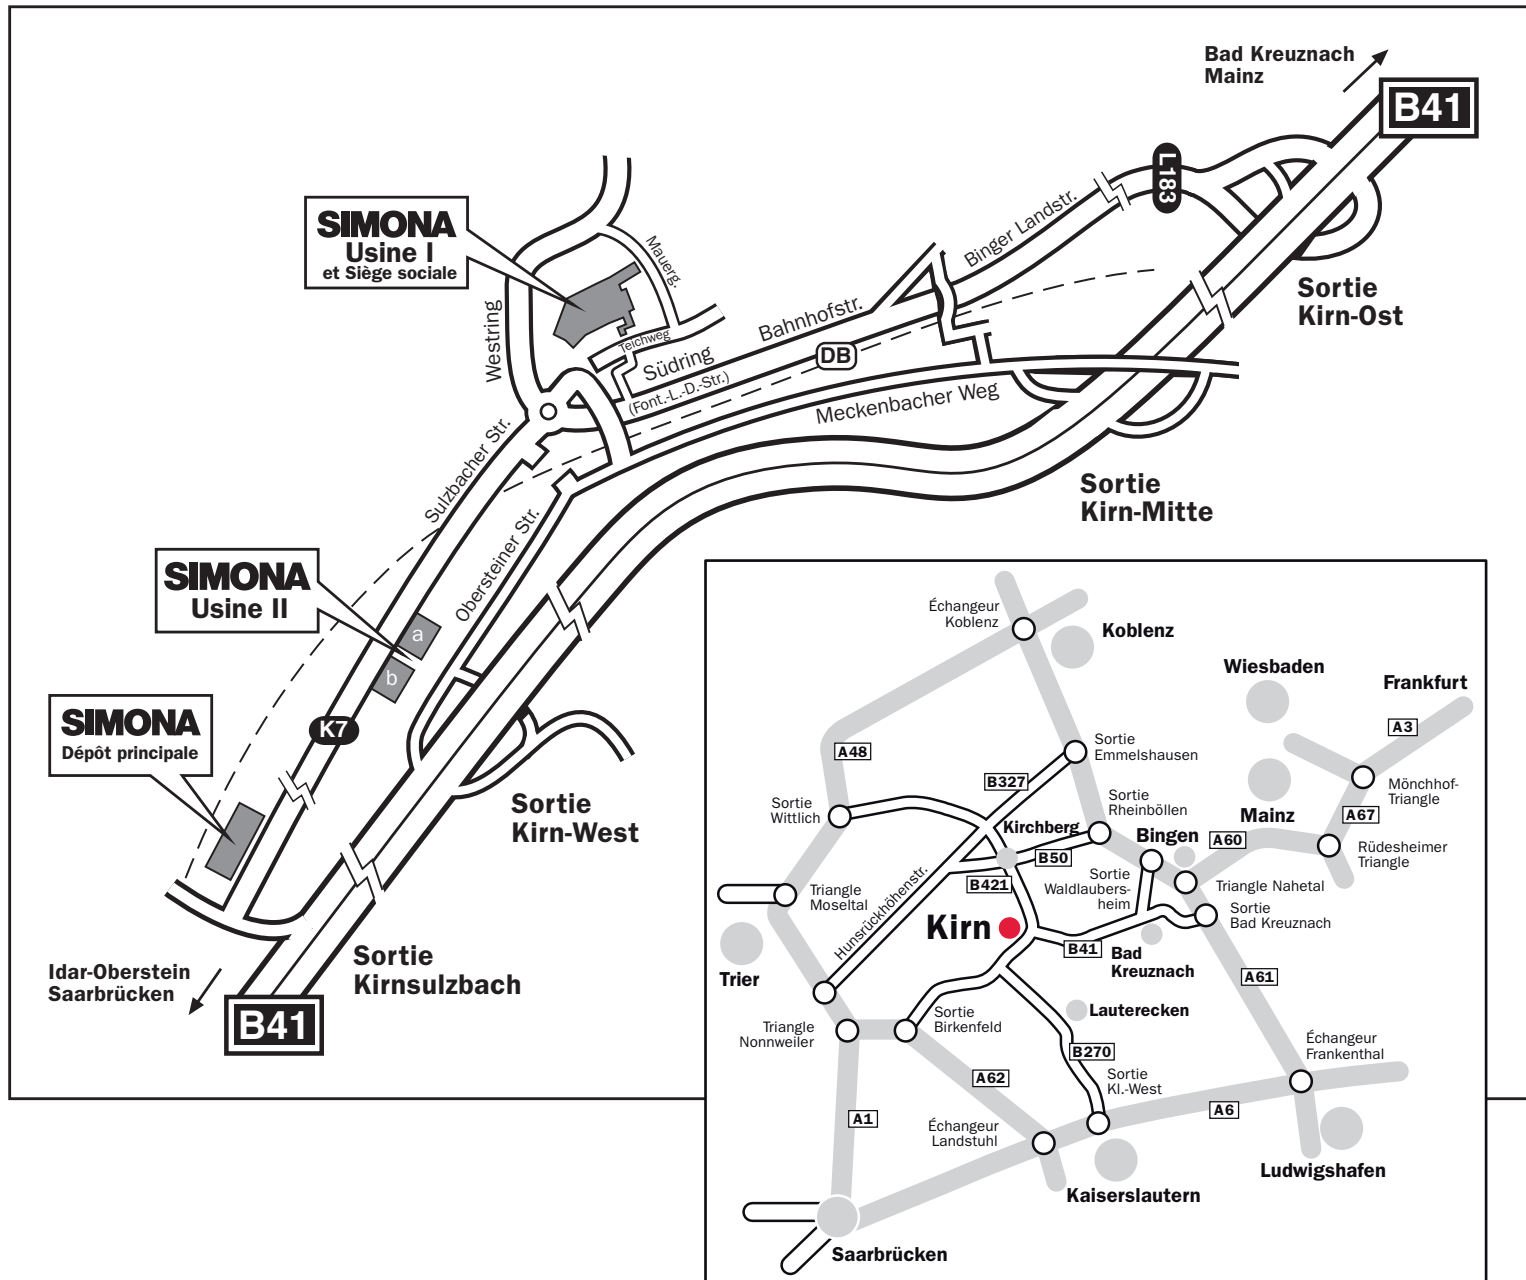 Bad Kreuznach
Mainz
B41
L183
Binger Landstr.
SIMONA
Usine I
et Siège sociale
Mauerg.
Westring
Teichweg
Südring
(Font.-L.-D.-Str.)
Bahnhofstr.
DB
Meckenbacher Weg
Sortie
Kirn-Ost
Sulzbacher Str.
Obersteiner Str.
Sortie
Kirn-Mitte
SIMONA
Usine II
a
b
SIMONA
Dépôt principale
K7
Sortie
Kirn-West
Sortie
Kirnsulzbach
Idar-Oberstein
Saarbrücken
B41
Échangeur
Koblenz
Koblenz
Wiesbaden
Frankfurt
A3
A48
Sortie
Emmelshausen
B327
Mönchhof-
Triangle
Sortie
Wittlich
Sortie
Rheinböllen
Mainz
A67
Kirchberg
Bingen
A60
Rüdesheimer
Triangle
B50
B421
Sortie
Waldlaubers-
heim
Triangle Nahetal
Triangle
Moseltal
Hunsrückhöhenstr.
Sortie
Bad Kreuznach
Kirn
B41
Bad
Kreuznach
Trier
A61
Lauterecken
Sortie
Birkenfeld
Triangle
Nonnweiler
Échangeur
Frankenthal
B270
A62
Sortie
Kl.-West
A1
A6
Échangeur
Landstuhl
Ludwigshafen
Kaiserslautern
Saarbrücken